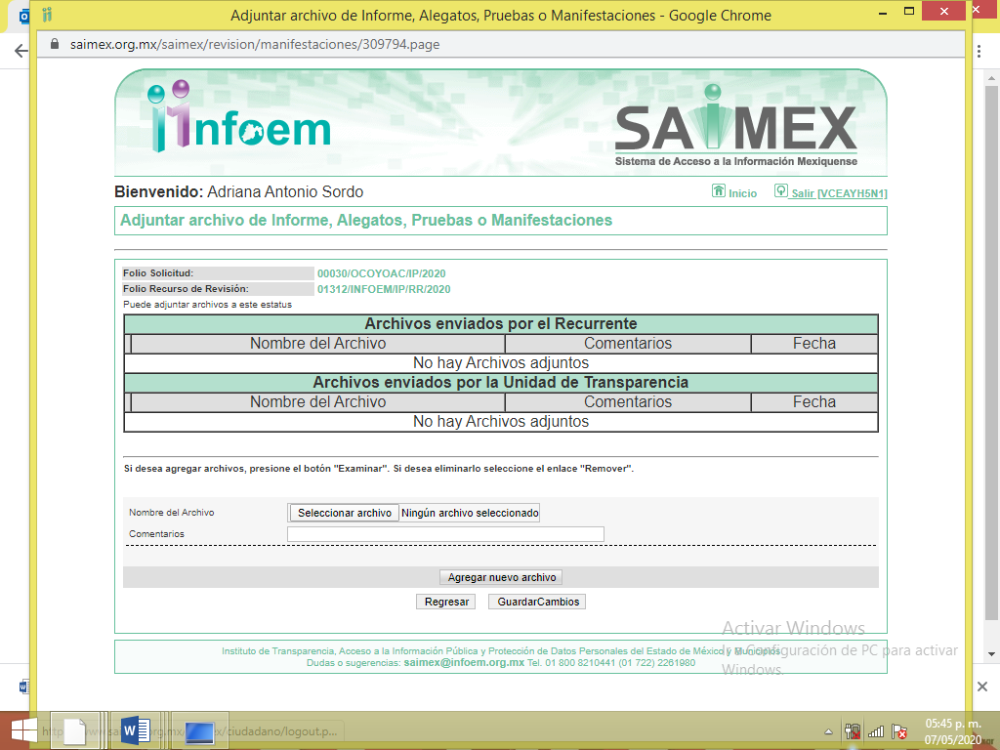 Adjuntar archivo de Informe, Alegatos, Pruebas o Manifestaciones - Google Chrome
saimex.org.mx/saimex/revision/manifestaciones/309794.page
infoem
SAIMEX
Sistema de Acceso a la Información Mexiquense
Bienvenido: Adriana Antonio Sordo
Inicio
Salir [VCEAYH5N1]
Adjuntar archivo de Informe, Alegatos, Pruebas o Manifestaciones
Folio Solicitud: 00030/OCOYOAC/IP/2020
Folio Recurso de Revisión: 01312/INFOEM/IP/RR/2020
Puede adjuntar archivos a este estatus
Archivos enviados por el Recurrente
Nombre del Archivo Comentarios Fecha
No hay Archivos adjuntos
Archivos enviados por la Unidad de Transparencia
Nombre del Archivo Comentarios Fecha
No hay Archivos adjuntos
Si desea agregar archivos, presione el botón "Examinar". Si desea eliminarlo seleccione el enlace "Remover".
Nombre del Archivo Seleccionar archivo Ningún archivo seleccionado
Comentarios
Agregar nuevo archivo
Regresar GuardarCambios
Activar Windows
Ir a Configuración de PC para activar
Windows.
Instituto de Transparencia, Acceso a la Información Pública y Protección de Datos Personales del Estado de México y Municipios
Dudas o sugerencias: saimex@infoem.org.mx Tel. 01 800 8210441 (01 722) 2261980
/ciudadano/logout.p...
05:45 p. m.
07/05/2020